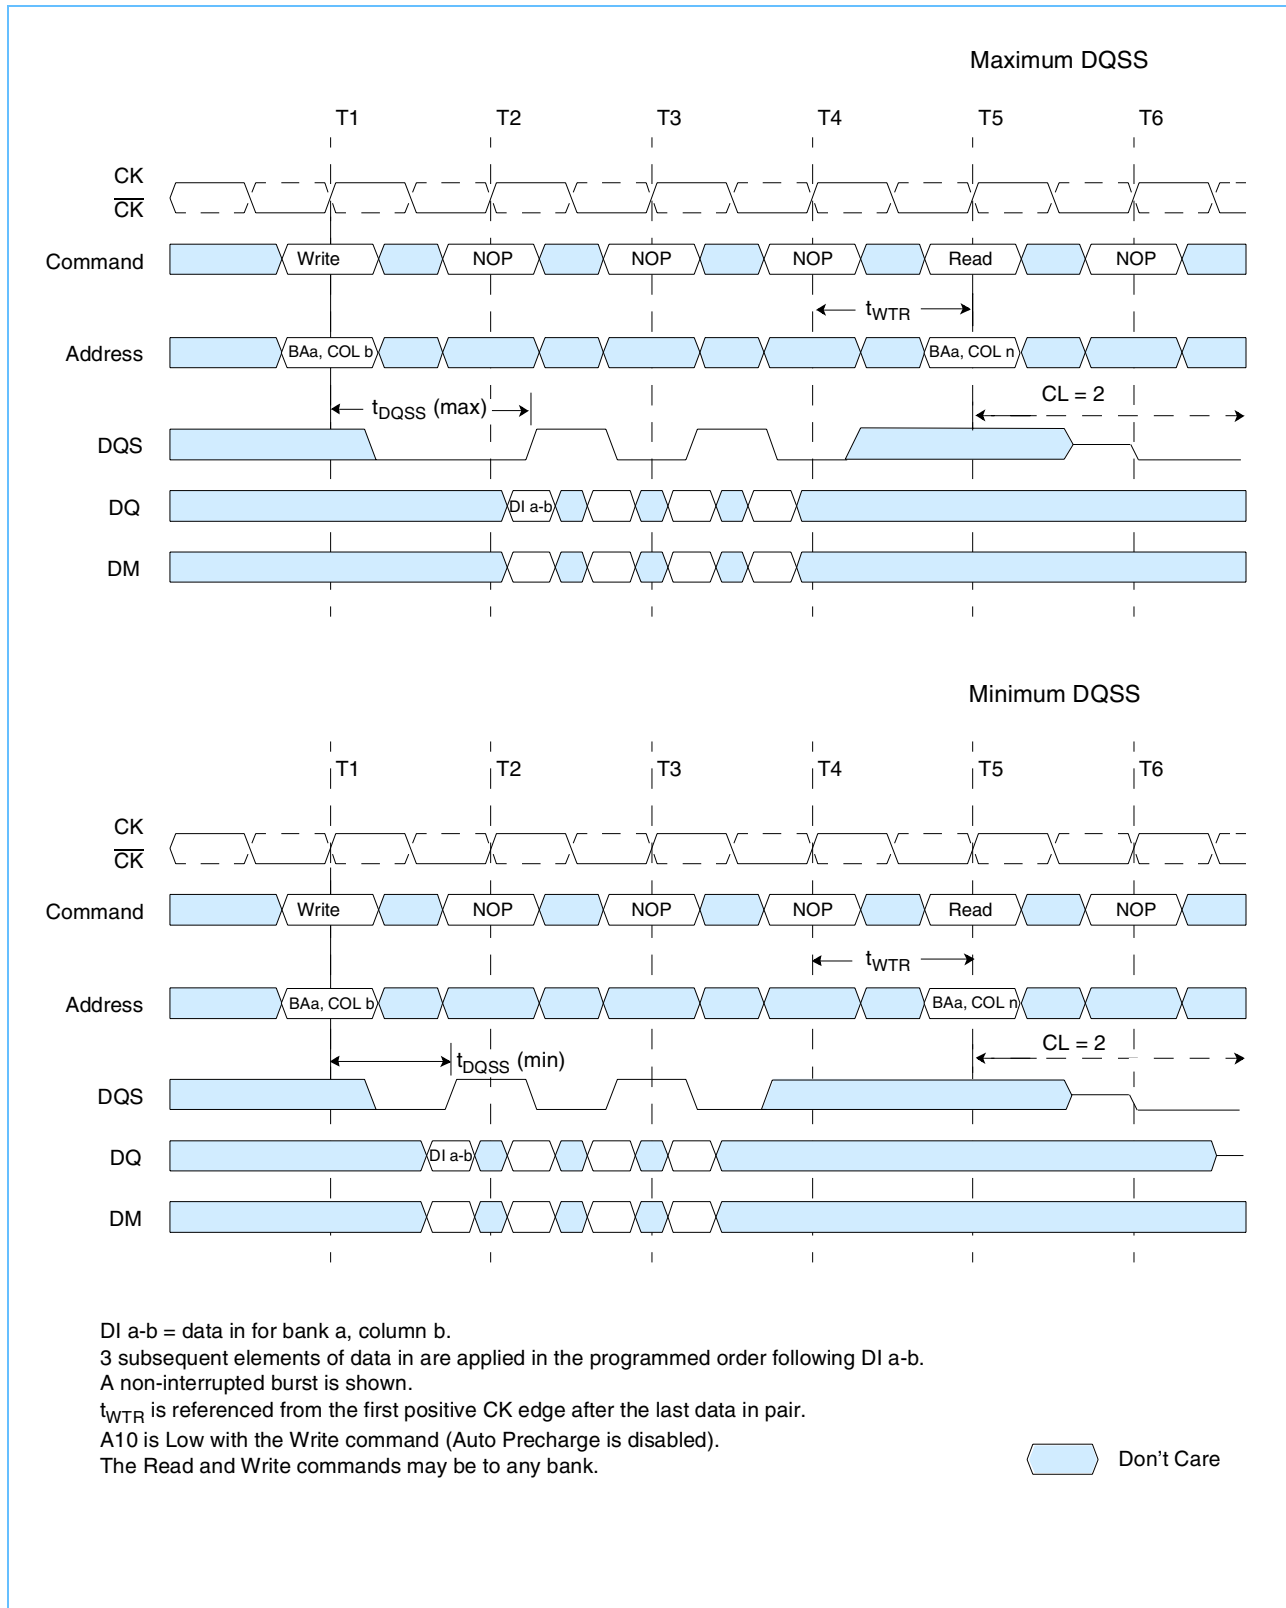 Maximum DQSS
T1 T2 T3 T4 T5 T6
CK
CK
Command Write NOP NOP NOP Read NOP
tWTR
Address BAa, COL b BAa, COL n
tDQSS (max) CL = 2
DQS
DQ DI a-b
DM
Minimum DQSS
T1 T2 T3 T4 T5 T6
CK
CK
Command Write NOP NOP NOP Read NOP
tWTR
Address BAa, COL b BAa, COL n
tDQSS (min) CL = 2
DQS
DQ DI a-b
DM
DI a-b = data in for bank a, column b.
3 subsequent elements of data in are applied in the programmed order following DI a-b.
A non-interrupted burst is shown.
tWTR is referenced from the first positive CK edge after the last data in pair.
A10 is Low with the Write command (Auto Precharge is disabled).
The Read and Write commands may be to any bank.
Don't Care